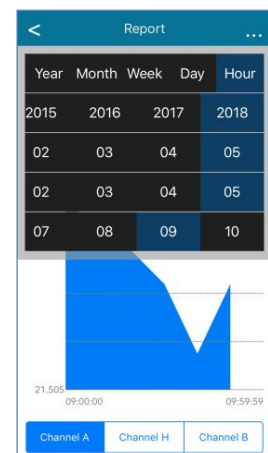 < Report ...
Year Month Week Day Hour
2015 2016 2017 2018
02 03 04 05
02 03 04 05
07 08 09 10
21.505
09:00:00 09:59:59
Channel A Channel H Channel B